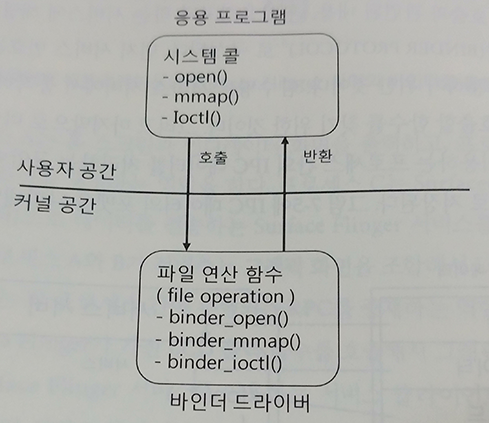 응용 프로그램
시스템 콜
- open()
- mmap()
- Ioctl()
호출
반환
사용자 공간
커널 공간
파일 연산 함수
( file operation )
- binder_open()
- binder_mmap()
- binder_ioctl()
바인더 드라이버